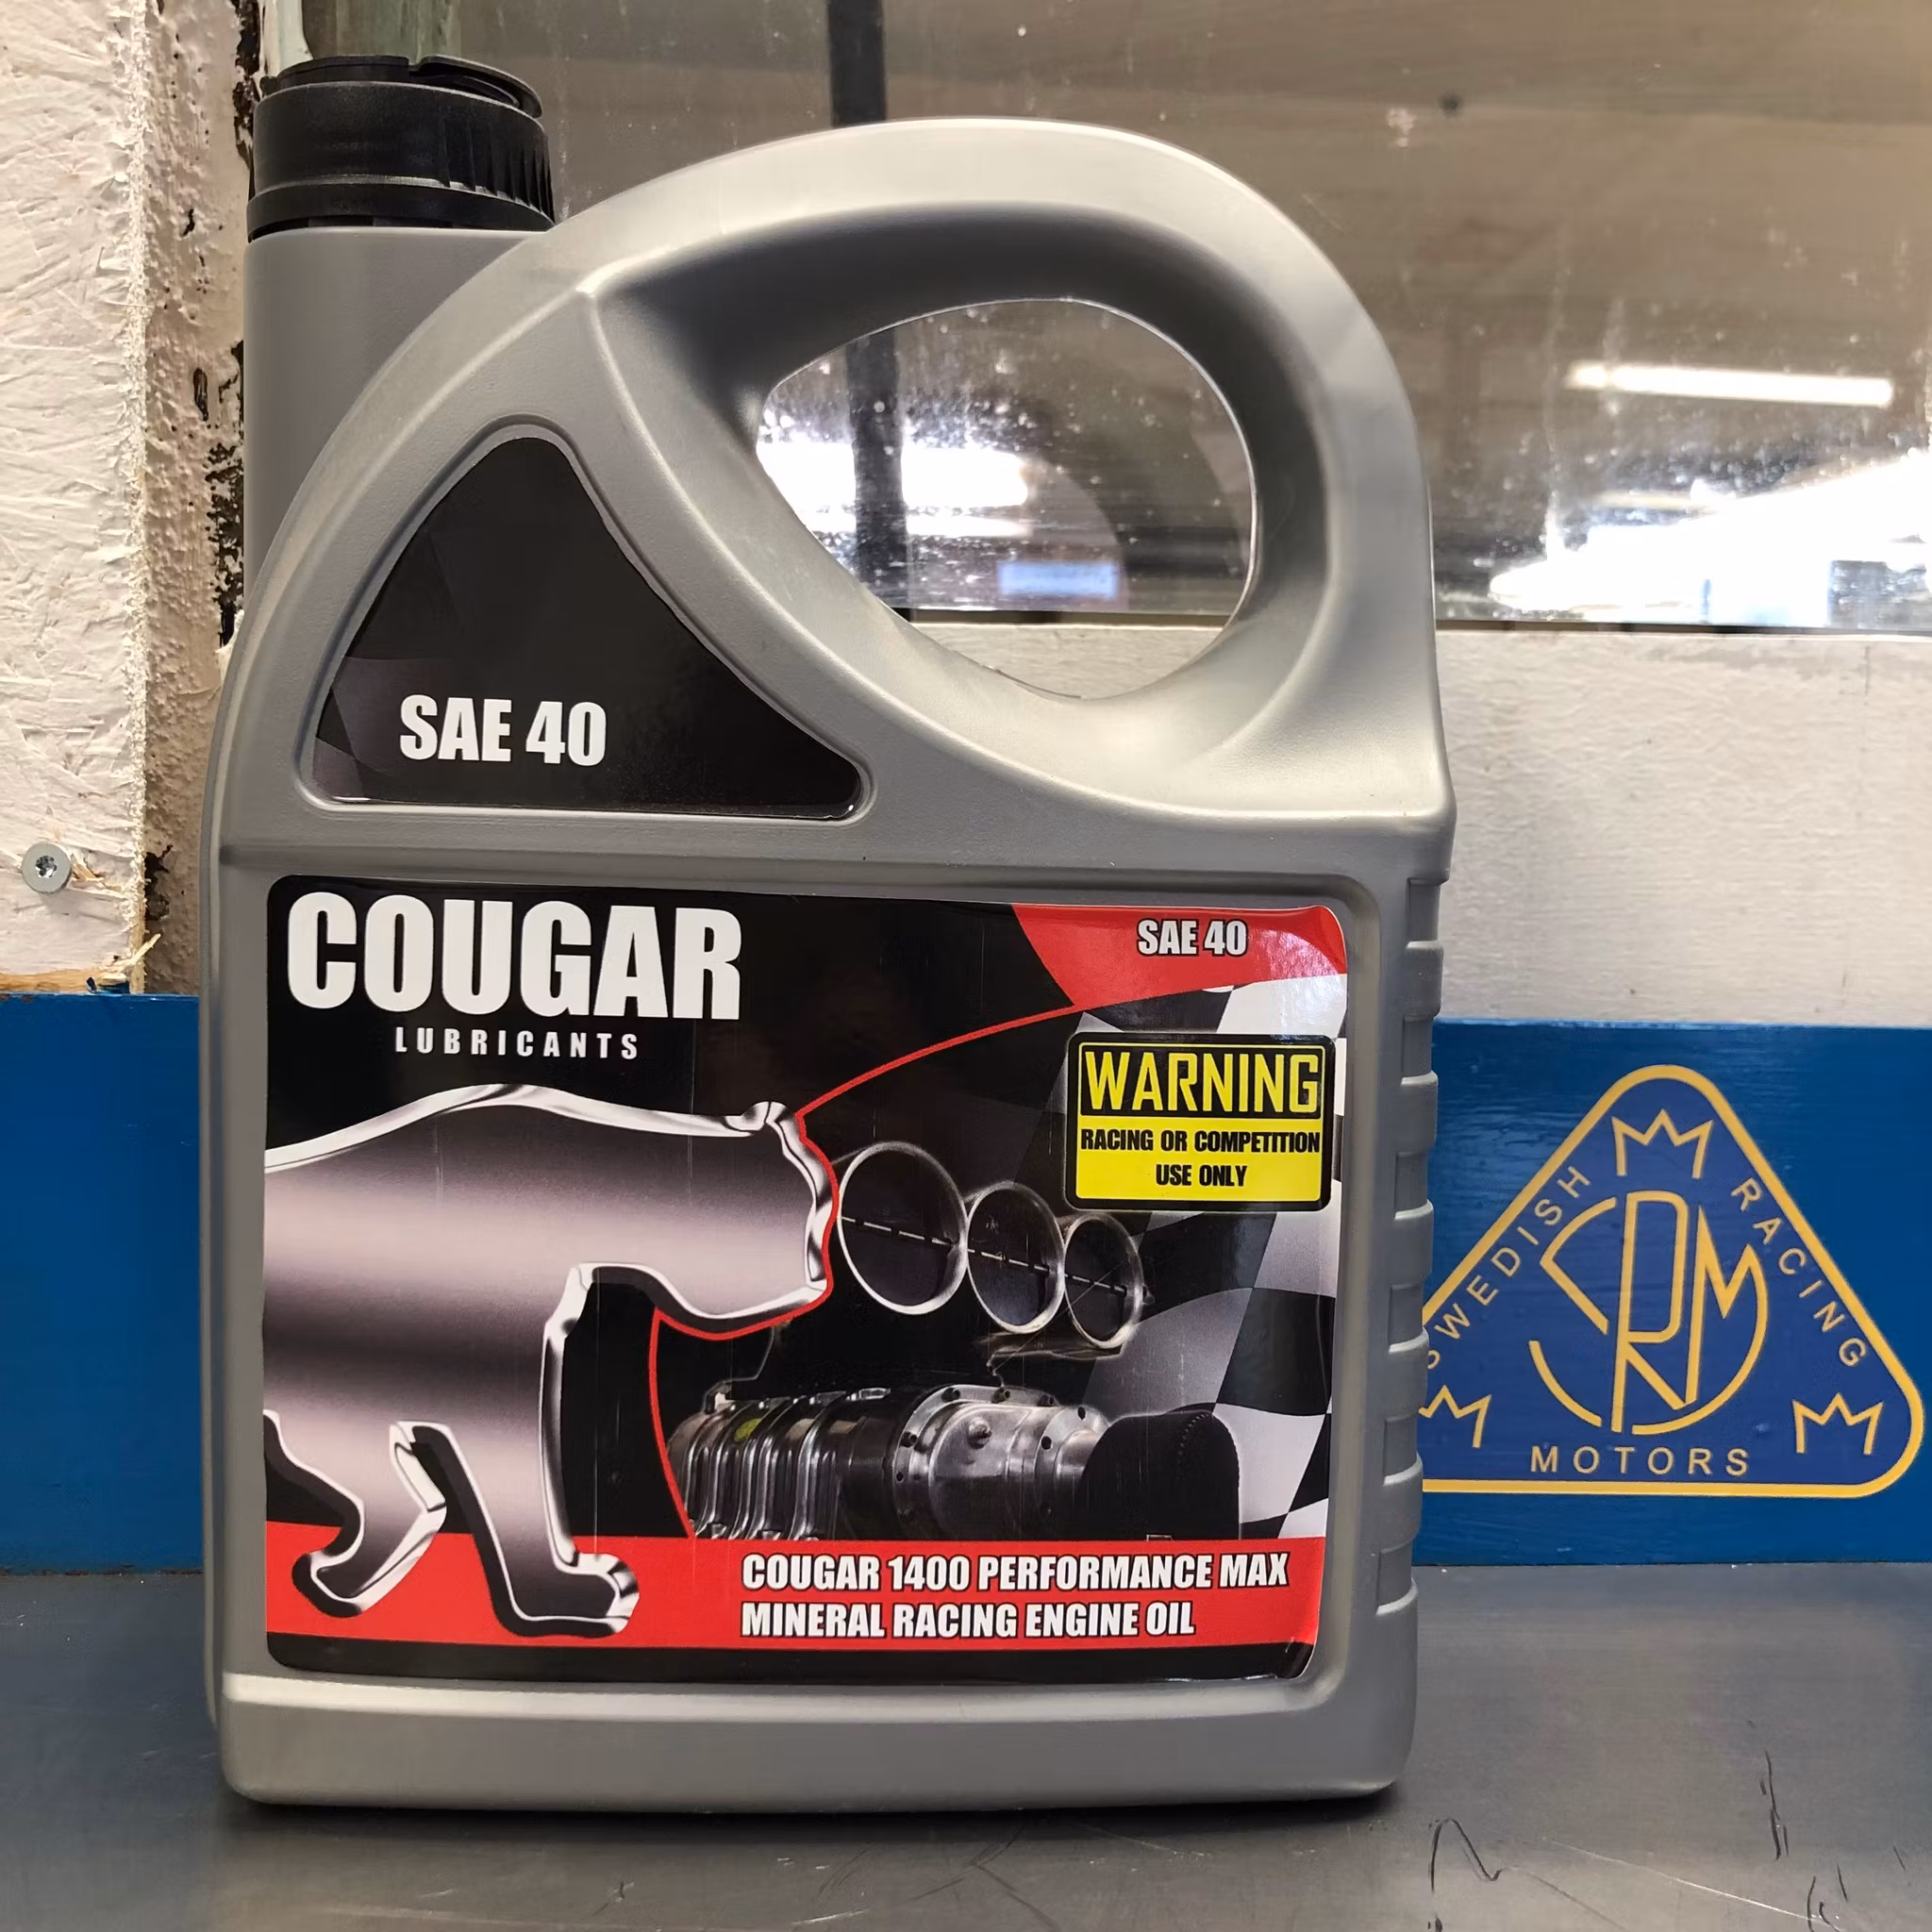 SAE 40
COUGAR
LUBRICANTS
SAE 40
WARNING
RACING OR COMPETITION
USE ONLY
COUGAR 1400 PERFORMANCE MAX
MINERAL RACING ENGINE OIL
SWEDISH RACING
SRM
MOTORS